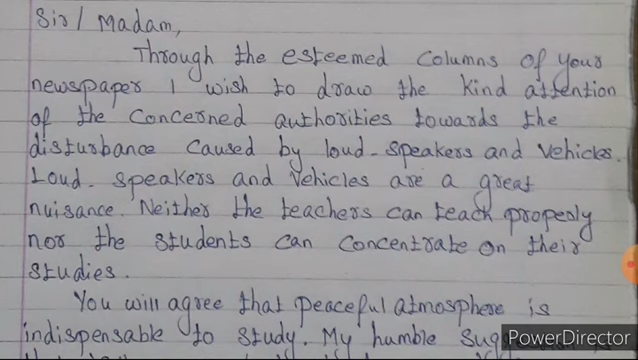 Sir/ Madam,
Through the esteemed columns of your
newspaper I wish to draw the kind attention
of the concerned authorities towards the
disturbance caused by loud-speakers and vehicles.
Loud-speakers and vehicles are a great
nuisance. Neither the teachers can teach properly
nor the students can concentrate on their
studies.
You will agree that peaceful atmosphere is
indispensable to study. My humble
PowerDirector